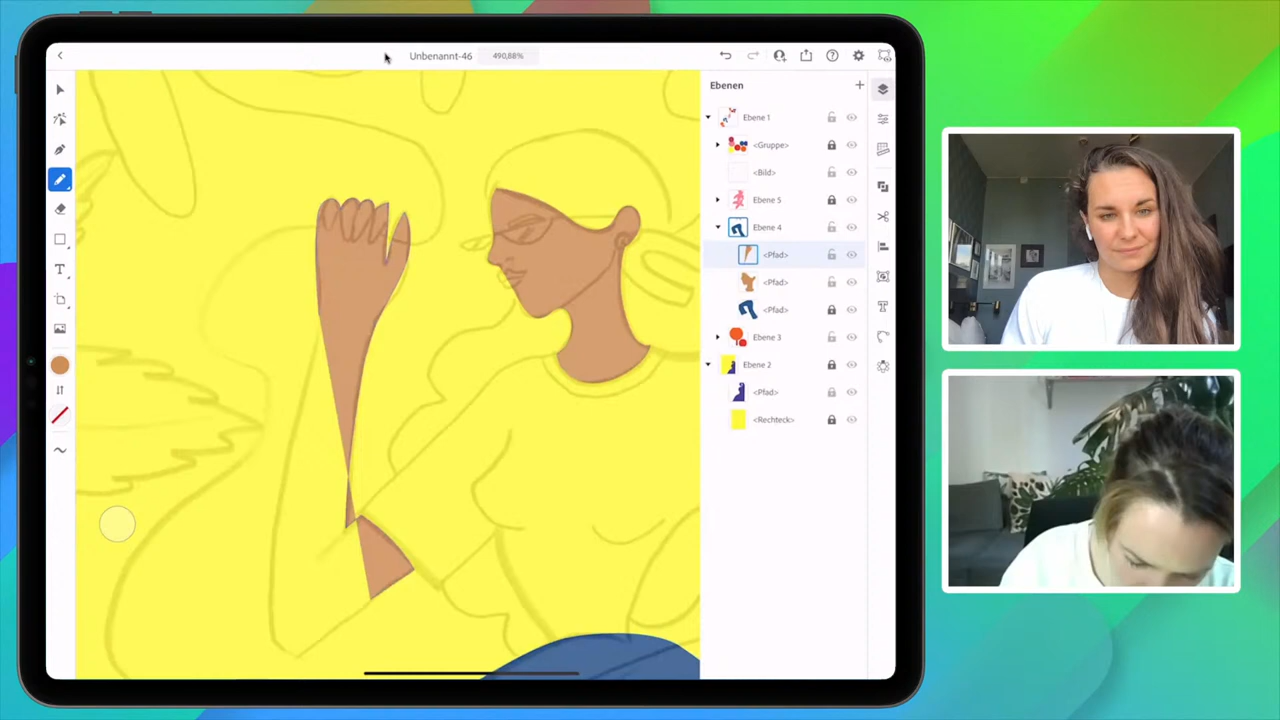 Unbenannt-46
490,88%
Ebenen
Ebene 1
<Gruppe>
<Bild>
Ebene 5
Ebene 4
<Pfad>
<Pfad>
<Pfad>
Ebene 3
Ebene 2
<Pfad>
<Rechteck>